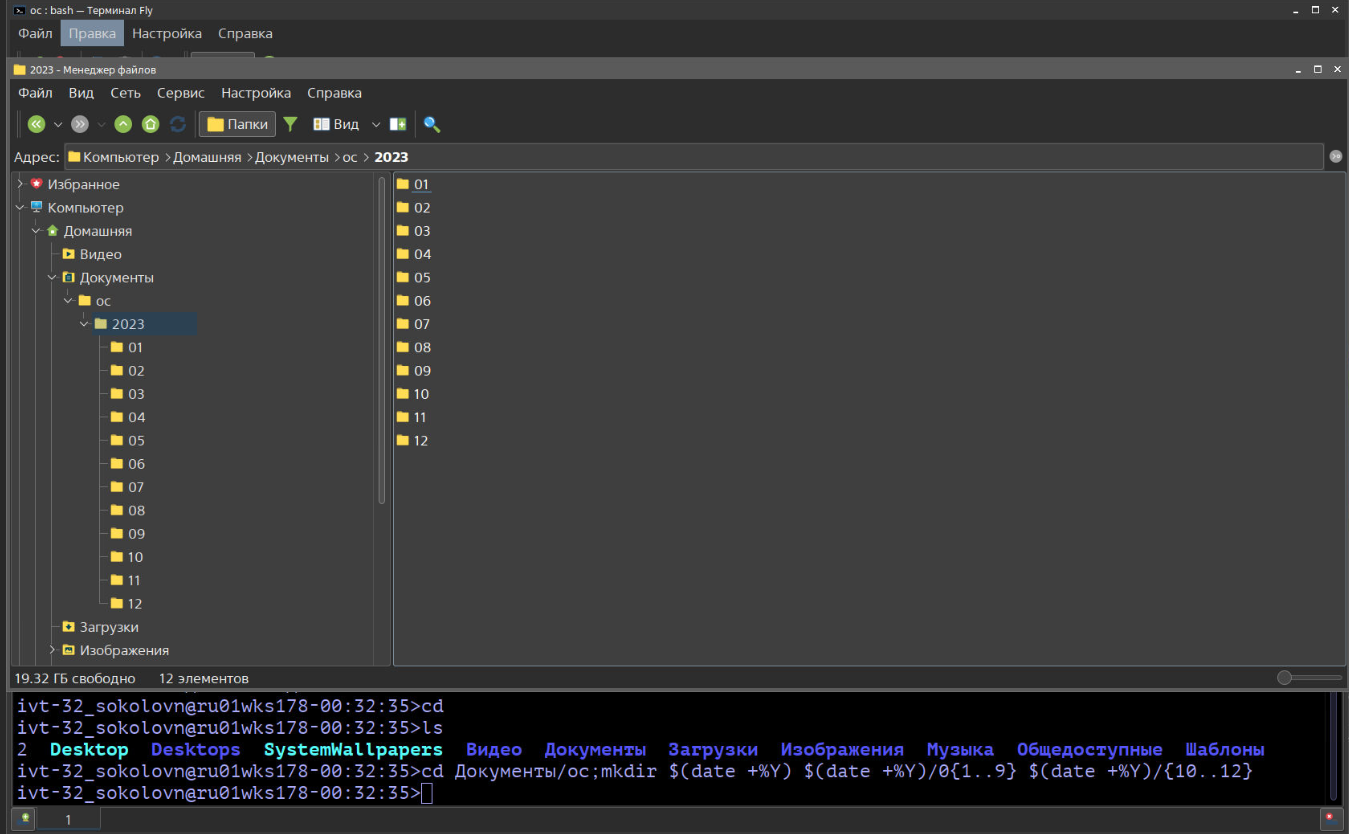 ос : bash — Терминал Fly
Файл Правка Настройка Справка
2023 - Менеджер файлов
Файл Вид Сеть Сервис Настройка Справка
Папки Вид
Адрес: Компьютер > Домашняя > Документы > ос > 2023
Избранное
Компьютер
Домашняя
Видео
Документы
ос
2023
01
02
03
04
05
06
07
08
09
10
11
12
Загрузки
Изображения
01
02
03
04
05
06
07
08
09
10
11
12
19.32 ГБ свободно 12 элементов
ivt-32_sokolovn@ru01wks178-00:32:35>cd
ivt-32_sokolovn@ru01wks178-00:32:35>ls
2 Desktop Desktops SystemWallpapers Видео Документы Загрузки Изображения Музыка Общедоступные Шаблоны
ivt-32_sokolovn@ru01wks178-00:32:35>cd Документы/ос;mkdir $(date +%Y) $(date +%Y)/0{1..9} $(date +%Y)/{10..12}
ivt-32_sokolovn@ru01wks178-00:32:35>
1